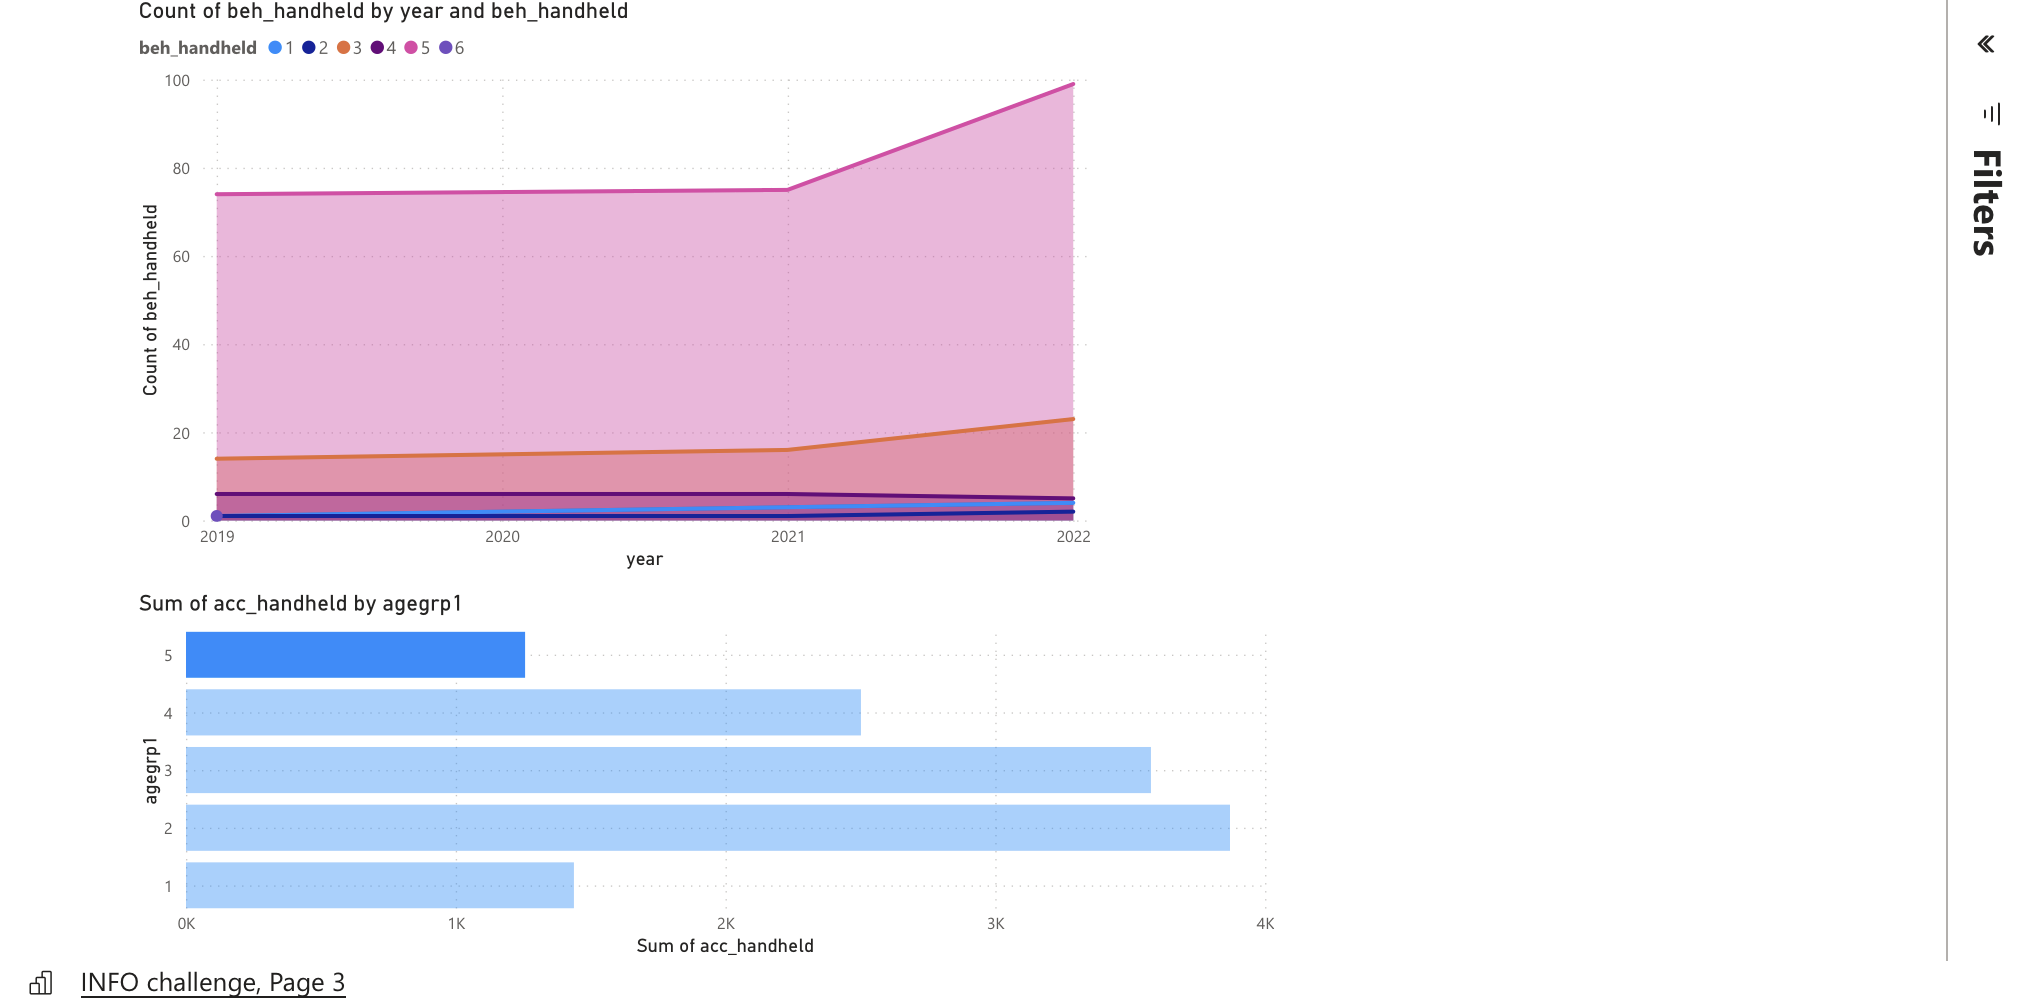 Count of beh_handheld by year and beh_handheld
beh_handheld 1 2 3 4 5 6
100
80
60
40
20
0
Count of beh_handheld
2019 2020 2021 2022
year
Sum of acc_handheld by agegrp1
5
4
3
2
1
agegrp1
0K 1K 2K 3K 4K
Sum of acc_handheld
INFO challenge, Page 3
Filters